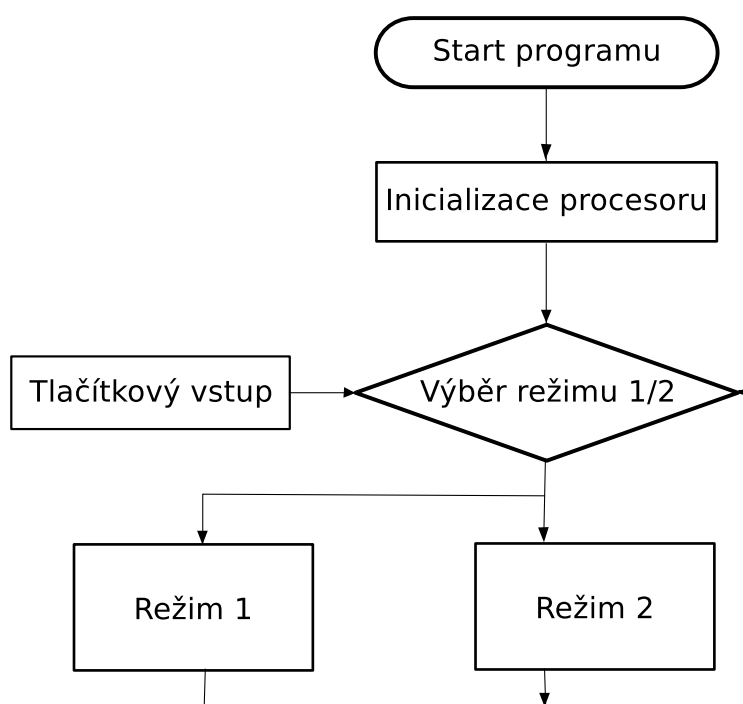 Start programu
Inicializace procesoru
Tlačítkový vstup
Výběr režimu 1/2
Režim 1
Režim 2